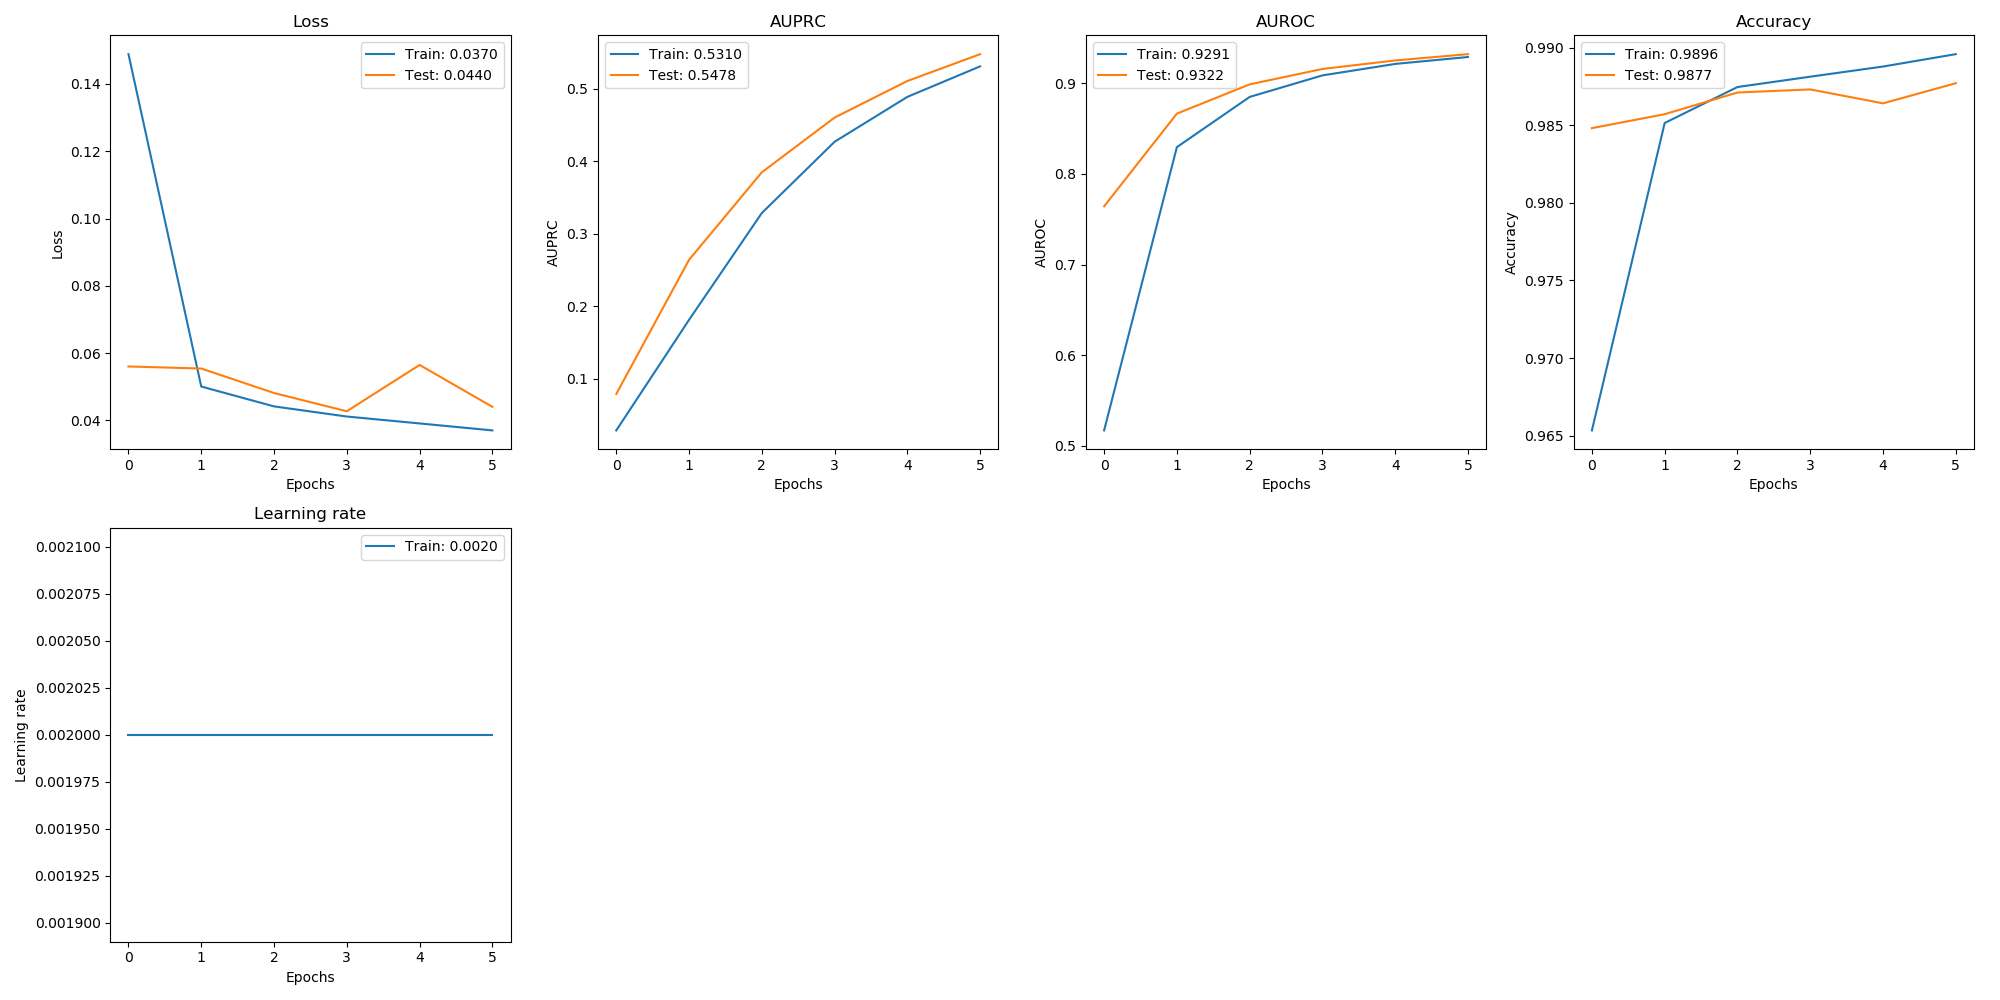 Loss
Train: 0.0370
Test: 0.0440
0.14
0.12
0.10
0.08
0.06
0.04
Loss
0 1 2 3 4 5
Epochs
AUPRC
Train: 0.5310
Test: 0.5478
0.5
0.4
0.3
0.2
0.1
AUPRC
0 1 2 3 4 5
Epochs
AUROC
Train: 0.9291
Test: 0.9322
0.9
0.8
0.7
0.6
0.5
AUROC
0 1 2 3 4 5
Epochs
Accuracy
Train: 0.9896
Test: 0.9877
0.990
0.985
0.980
0.975
0.970
0.965
Accuracy
0 1 2 3 4 5
Epochs
Learning rate
Train: 0.0020
0.002100
0.002075
0.002050
0.002025
0.002000
0.001975
0.001950
0.001925
0.001900
Learning rate
0 1 2 3 4 5
Epochs